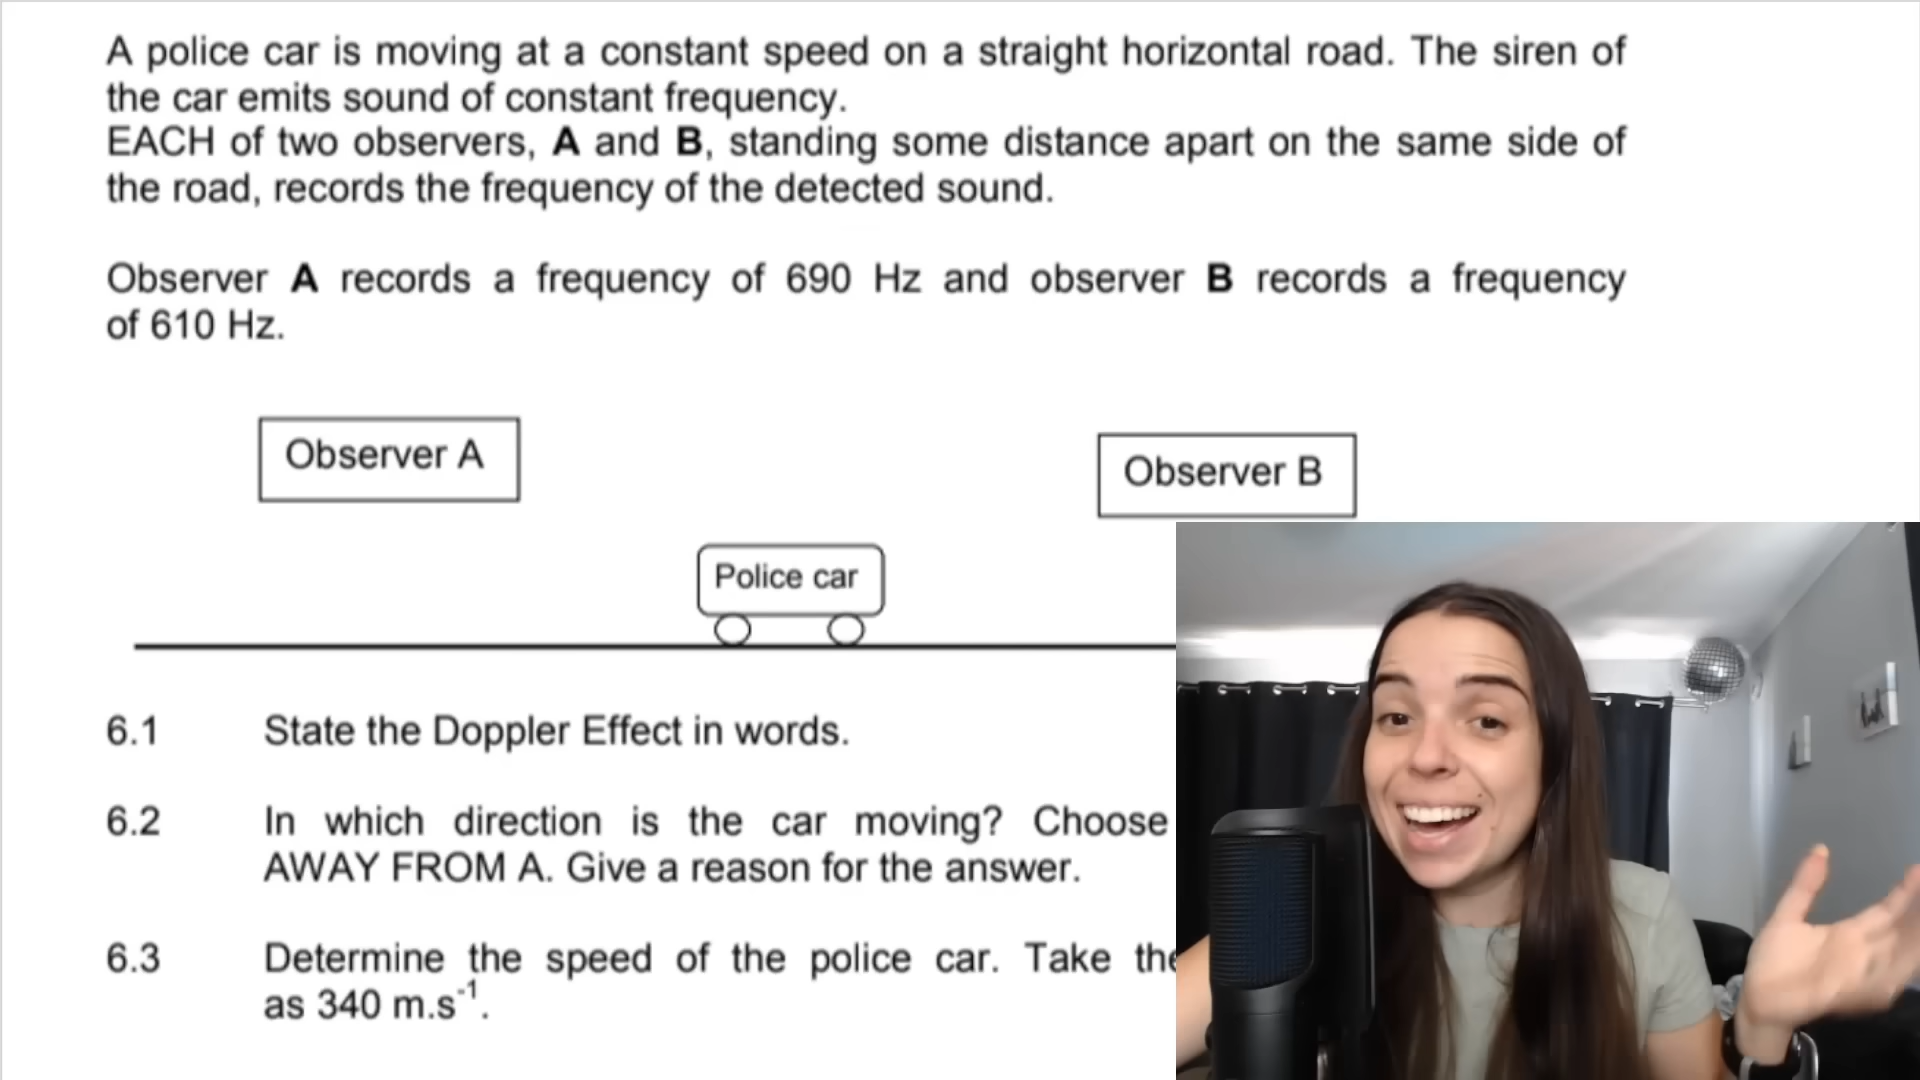 A police car is moving at a constant speed on a straight horizontal road. The siren of
the car emits sound of constant frequency.
EACH of two observers, A and B, standing some distance apart on the same side of
the road, records the frequency of the detected sound.
Observer A records a frequency of 690 Hz and observer B records a frequency
of 610 Hz.
Observer A
Observer B
Police car
6.1 State the Doppler Effect in words.
6.2 In which direction is the car moving? Choose
AWAY FROM A. Give a reason for the answer.
6.3 Determine the speed of the police car. Take the
as 340 m.s⁻¹.